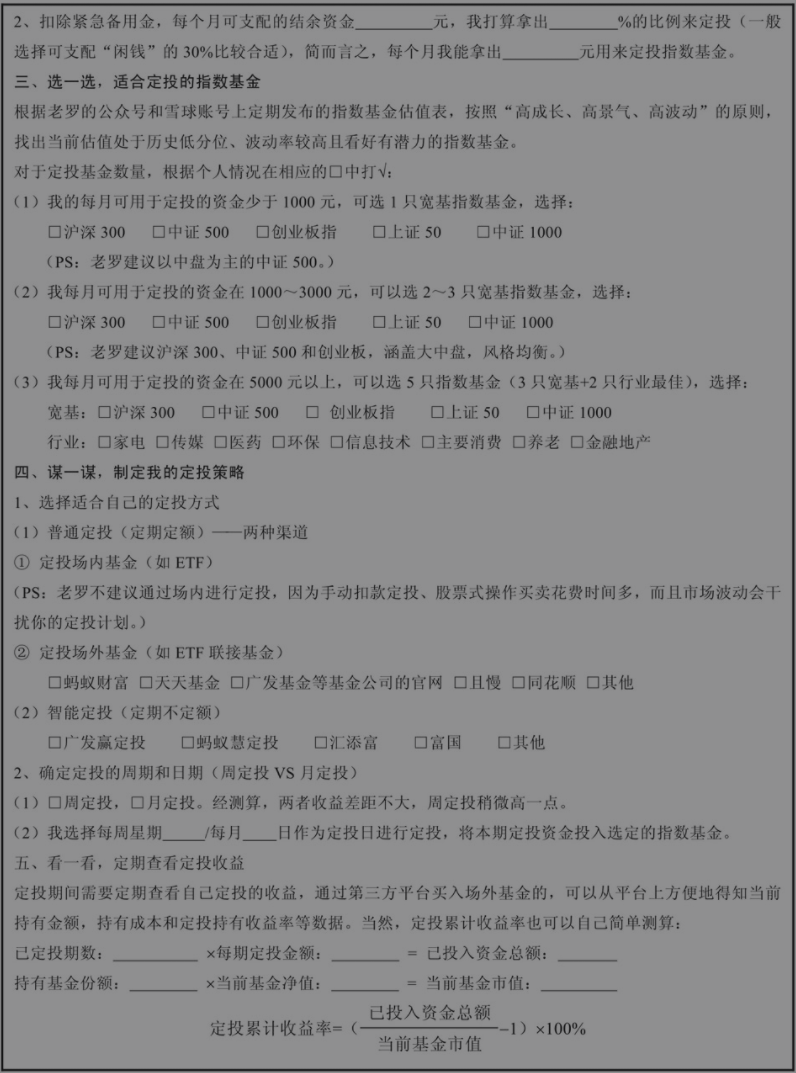 2、扣除紧急备用金，每个月可支配的结余资金________元，我打算拿出_______%的比例来定投（一般
选择可支配“闲钱”的30%比较合适），简而言之，每个月我能拿出________元用来定投指数基金。
三、选一选，适合定投的指数基金
根据老罗的公众号和雪球账号上定期发布的指数基金估值表，按照“高成长、高景气、高波动”的原则，
找出当前估值处于历史低分位、波动率较高且看好有潜力的指数基金。
对于定投基金数量，根据个人情况在相应的□中打√：
（1）我的每月可用于定投的资金少于 1000 元，可选 1 只宽基指数基金，选择：
□沪深 300 □中证 500 □创业板指 □上证 50 □中证 1000
（PS：老罗建议以中盘为主的中证 500。）
（2）我每月可用于定投的资金在 1000～3000 元，可以选 2～3 只宽基指数基金，选择：
□沪深 300 □中证 500 □创业板指 □上证 50 □中证 1000
（PS：老罗建议沪深 300、中证 500 和创业板，涵盖大中盘，风格均衡。）
（3）我每月可用于定投的资金在 5000 元以上，可以选 5 只指数基金（3 只宽基+2 只行业最佳），选择：
宽基：□沪深 300 □中证 500 □ 创业板指 □上证 50 □中证 1000
行业：□家电 □传媒 □医药 □环保 □信息技术 □主要消费 □养老 □金融地产
四、谋一谋，制定我的定投策略
1、选择适合自己的定投方式
（1）普通定投（定期定额）——两种渠道
① 定投场内基金（如 ETF）
（PS：老罗不建议通过场内进行定投，因为手动扣款定投、股票式操作买卖花费时间多，而且市场波动会干
扰你的定投计划。）
② 定投场外基金（如 ETF 联接基金）
□蚂蚁财富 □天天基金 □广发基金等基金公司的官网 □且慢 □同花顺 □其他
（2）智能定投（定期不定额）
□广发赢定投 □蚂蚁慧定投 □汇添富 □富国 □其他
2、确定定投的周期和日期（周定投 VS 月定投）
（1）□周定投，□月定投。经测算，两者收益差距不大，周定投稍微高一点。
（2）我选择每周星期_____/每月____日作为定投日进行定投，将本期定投资金投入选定的指数基金。
五、看一看，定期查看定投收益
定投期间需要定期查看自己定投的收益，通过第三方平台买入场外基金的，可以从平台上方便地得知当前
持有金额，持有成本和定投持有收益率等数据。当然，定投累计收益率也可以自己简单测算：
已定投期数：__________ ×每期定投金额：________ = 已投入资金总额：_______
持有基金份额：________ ×当前基金净值：________ = 当前基金市值：_________
已投入资金总额
定投累计收益率=（————————–1）×100%
当前基金市值